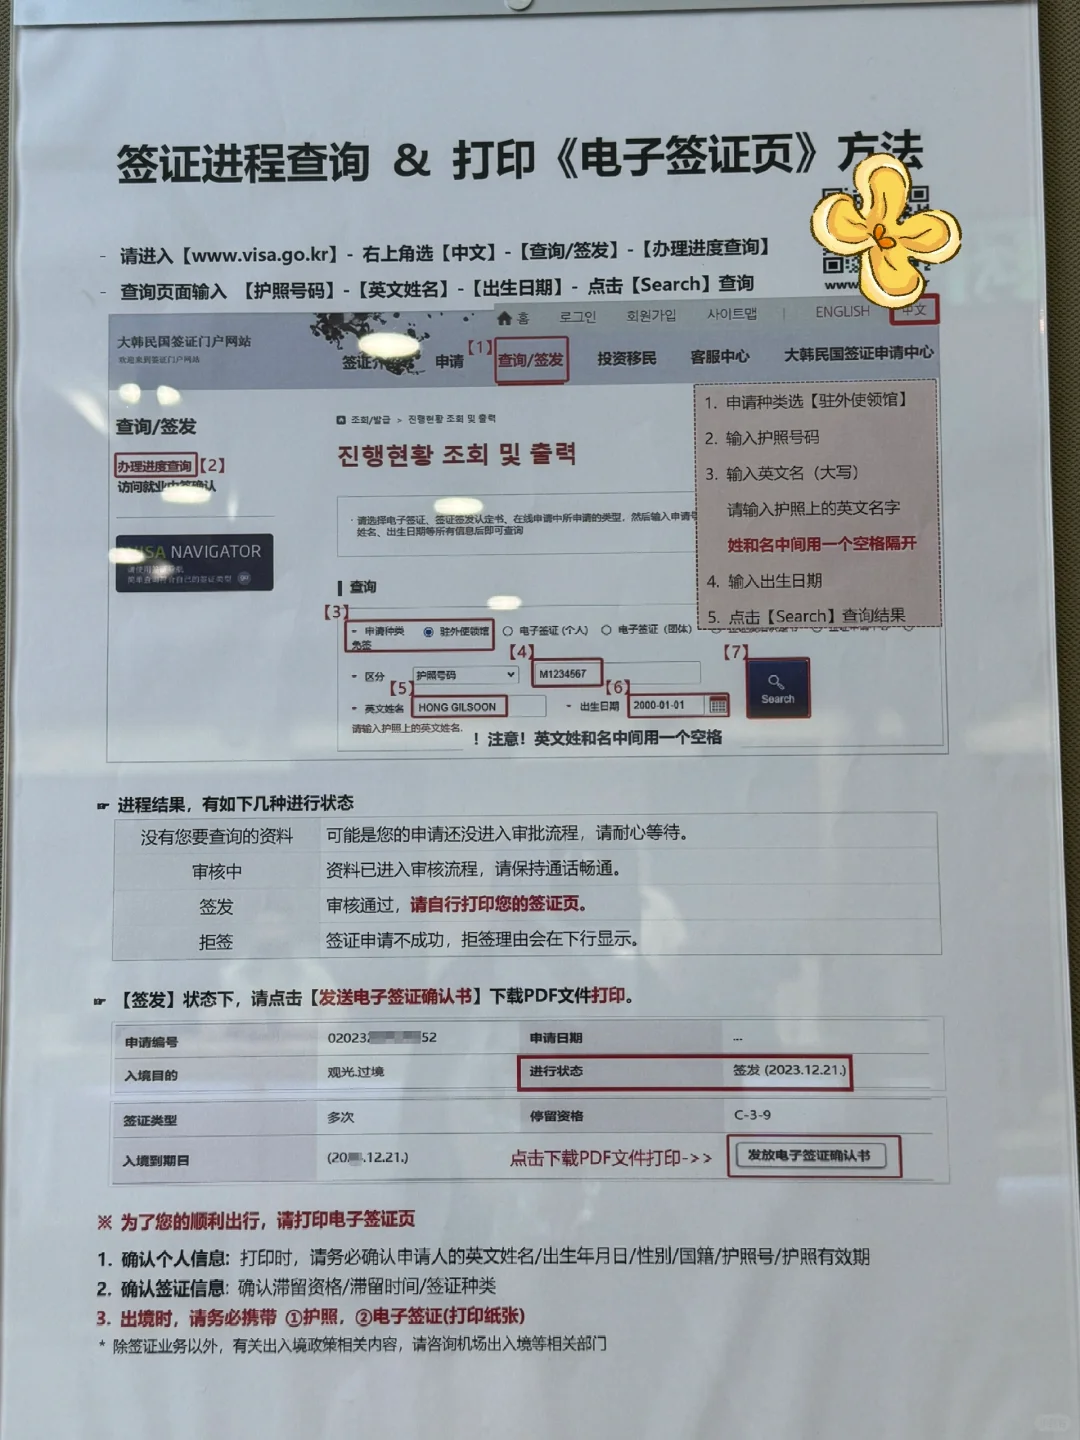 签证进程查询 & 打印《电子签证页》方法
- 请进入【www.visa.go.kr】- 右上角选【中文】-【查询/签发】-【办理进度查询】
- 查询页面输入 【护照号码】-【英文姓名】-【出生日期】- 点击【Search】查询
www.
大韩民国签证门户网站
欢迎来到签证门户网站
홈 로그인 회원가입 사이트맵 | ENGLISH 中文
签证介 申请 【1】 查询/签发 投资移民 客服中心 大韩民国签证申请中心
查询/签发
办理进度查询 【2】
访问就业中签确认
VISA NAVIGATOR
조회/발급 > 진행현황 조회 및 출력
진행현황 조회 및 출력
· 请选择电子签证、签证签发认定书、在线申请中所申请的类型，然后输入申请号
姓名、出生日期等所有信息后即可查询
1. 申请种类选【驻外使领馆】
2. 输入护照号码
3. 输入英文名（大写）
请输入护照上的英文名字
姓和名中间用一个空格隔开
4. 输入出生日期
5. 点击【Search】查询结果
查询
【3】
申请种类 驻外使领馆 电子签证 (个人) 电子签证（团体）
免签
【4】 【7】
区分 护照号码 M1234567
【5】 【6】
英文姓名 HONG GILSOON 出生日期 2000-01-01 Search
请输入护照上的英文姓名.
！注意！英文姓和名中间用一个空格
☞ 进程结果，有如下几种进行状态
没有您要查询的资料 可能是您的申请还没进入审批流程，请耐心等待。
审核中 资料已进入审核流程，请保持通话畅通。
签发 审核通过，请自行打印您的签证页。
拒签 签证申请不成功，拒签理由会在下行显示。
☞ 【签发】状态下，请点击【发送电子签证确认书】下载PDF文件打印。
申请编号 02023 52 申请日期 ...
入境目的 观光.过境 进行状态 签发 (2023.12.21.)
签证类型 多次 停留资格 C-3-9
入境到期日 (20 .12.21.) 点击下载PDF文件打印->> 发放电子签证确认书
※ 为了您的顺利出行，请打印电子签证页
1. 确认个人信息: 打印时，请务必确认申请人的英文姓名/出生年月日/性别/国籍/护照号/护照有效期
2. 确认签证信息: 确认滞留资格/滞留时间/签证种类
3. 出境时，请务必携带 ①护照，②电子签证(打印纸张)
* 除签证业务以外，有关出入境政策相关内容，请咨询机场出入境等相关部门